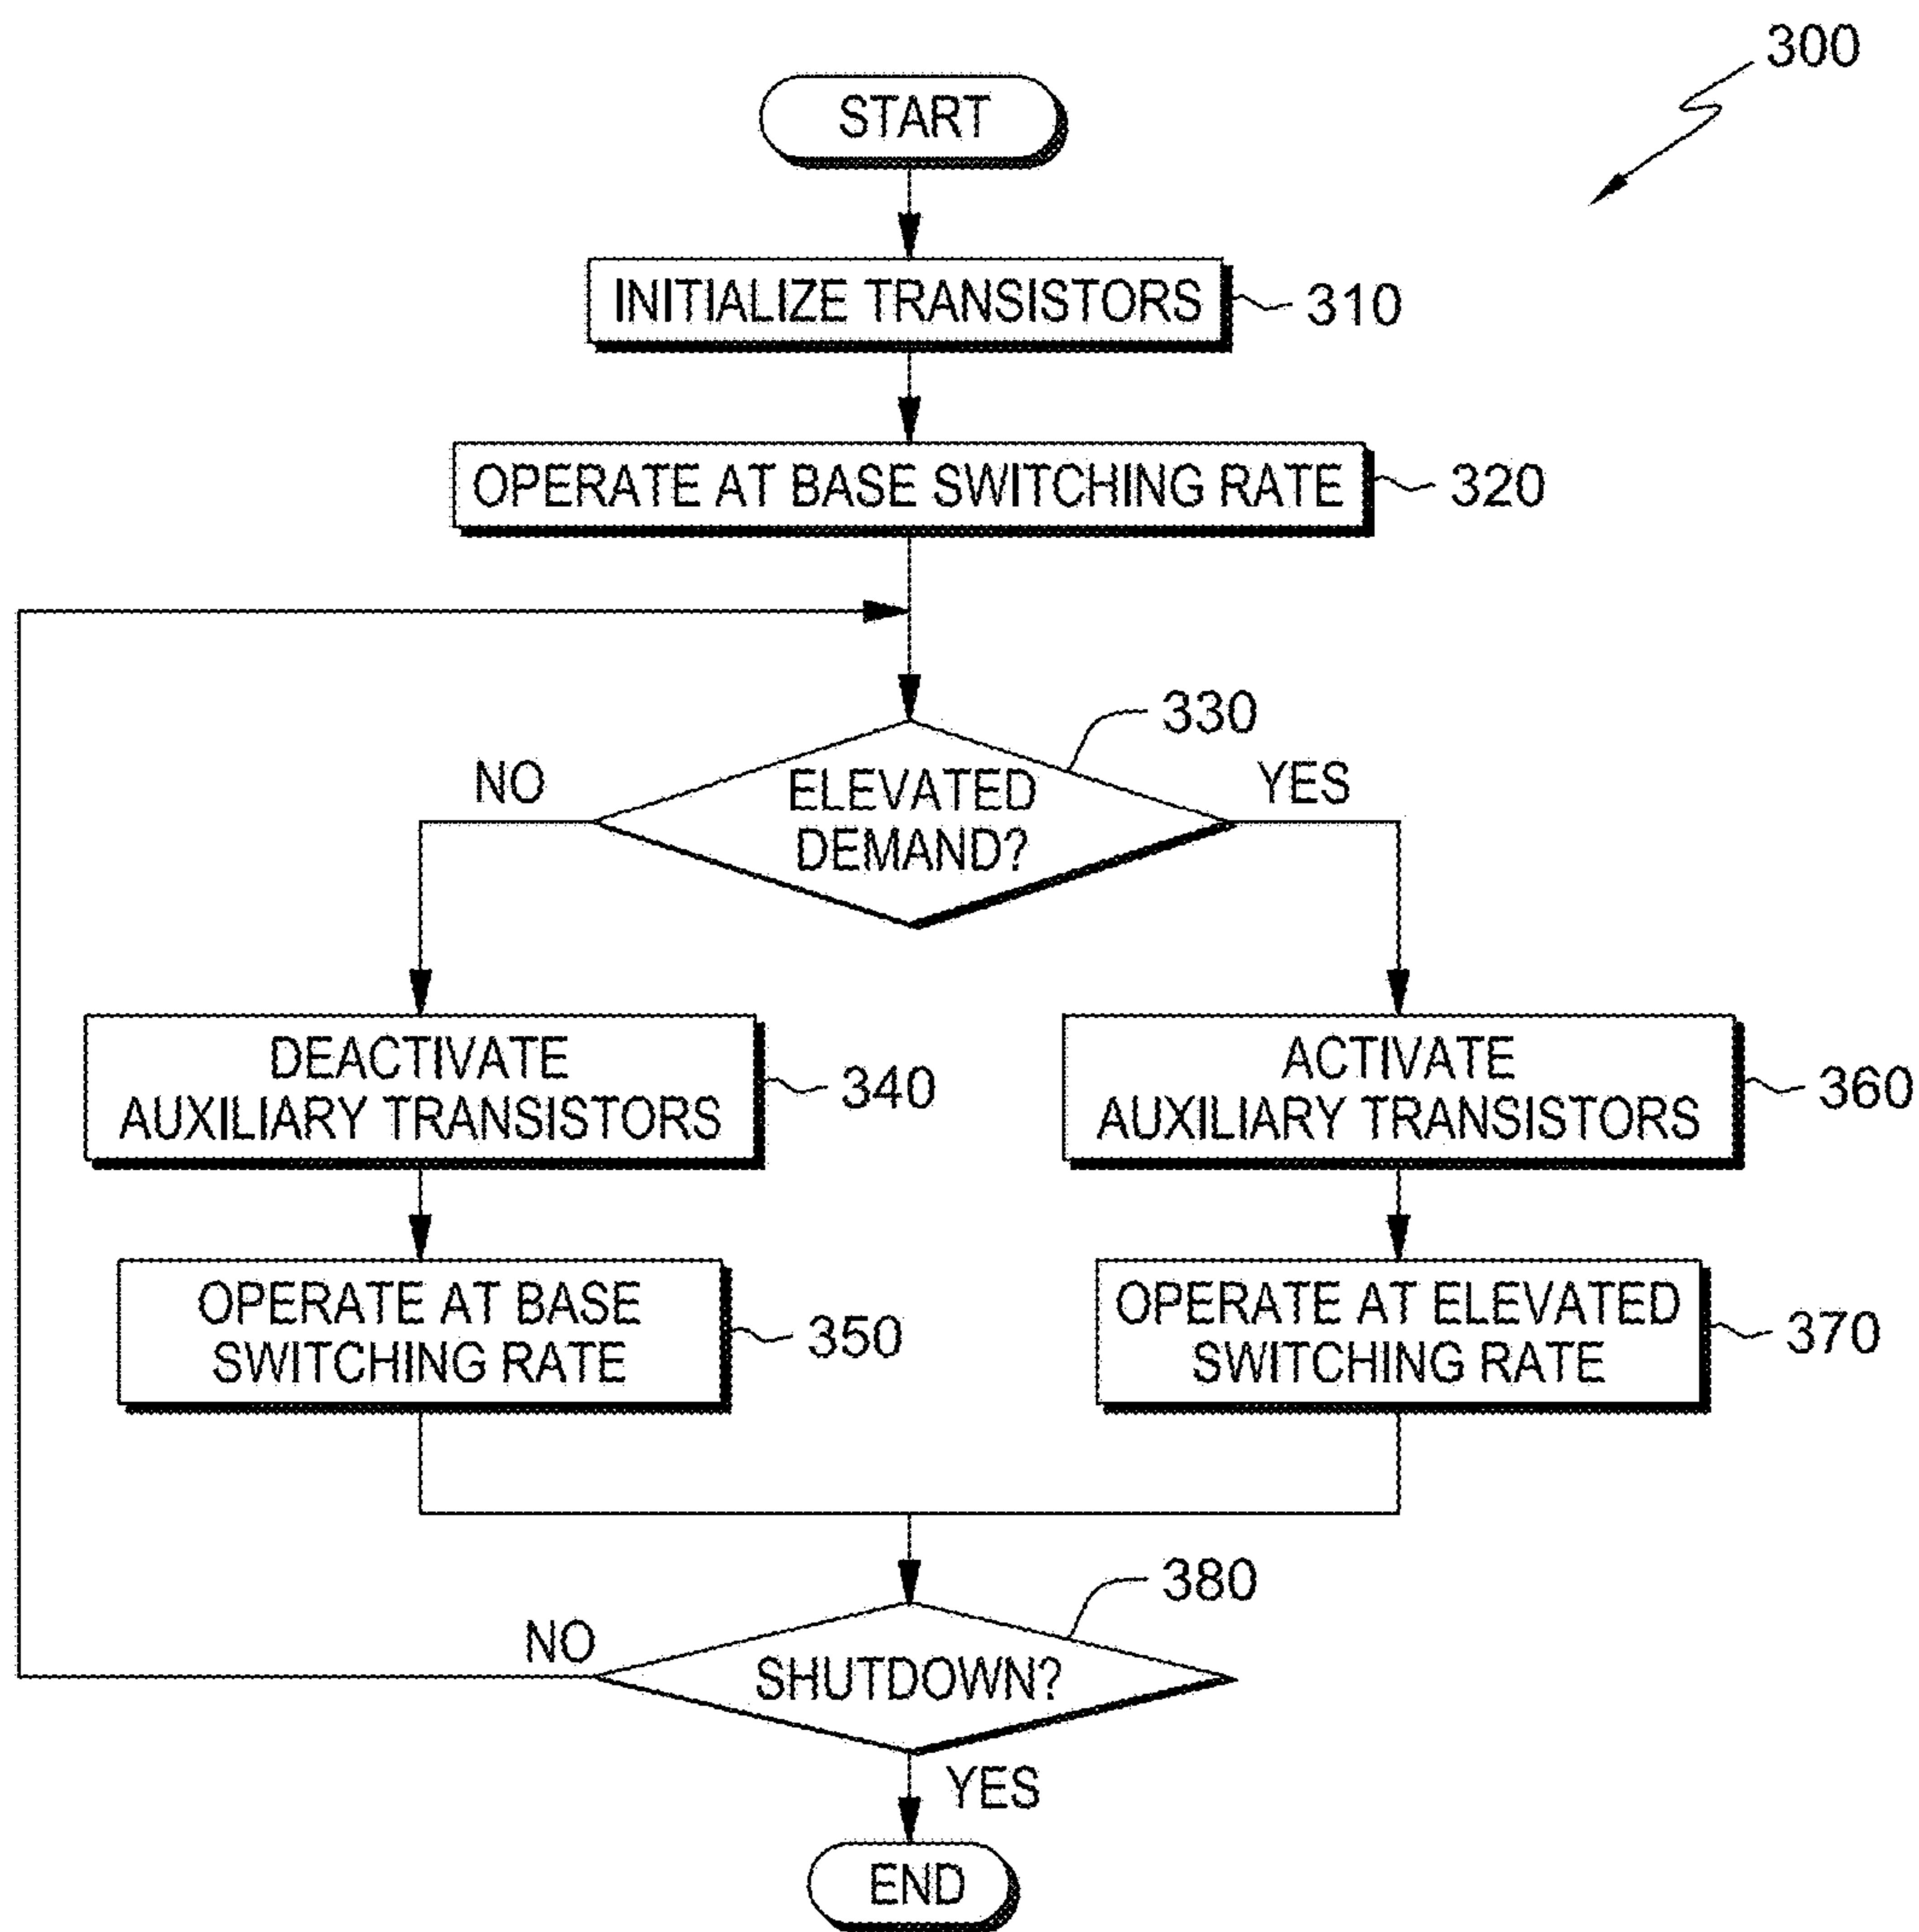 300
START
INITIALIZE TRANSISTORS
310
OPERATE AT BASE SWITCHING RATE
320
330
NO
ELEVATED
DEMAND?
YES
DEACTIVATE
AUXILIARY TRANSISTORS
340
ACTIVATE
AUXILIARY TRANSISTORS
360
OPERATE AT BASE
SWITCHING RATE
350
OPERATE AT ELEVATED
SWITCHING RATE
370
380
NO
SHUTDOWN?
YES
END